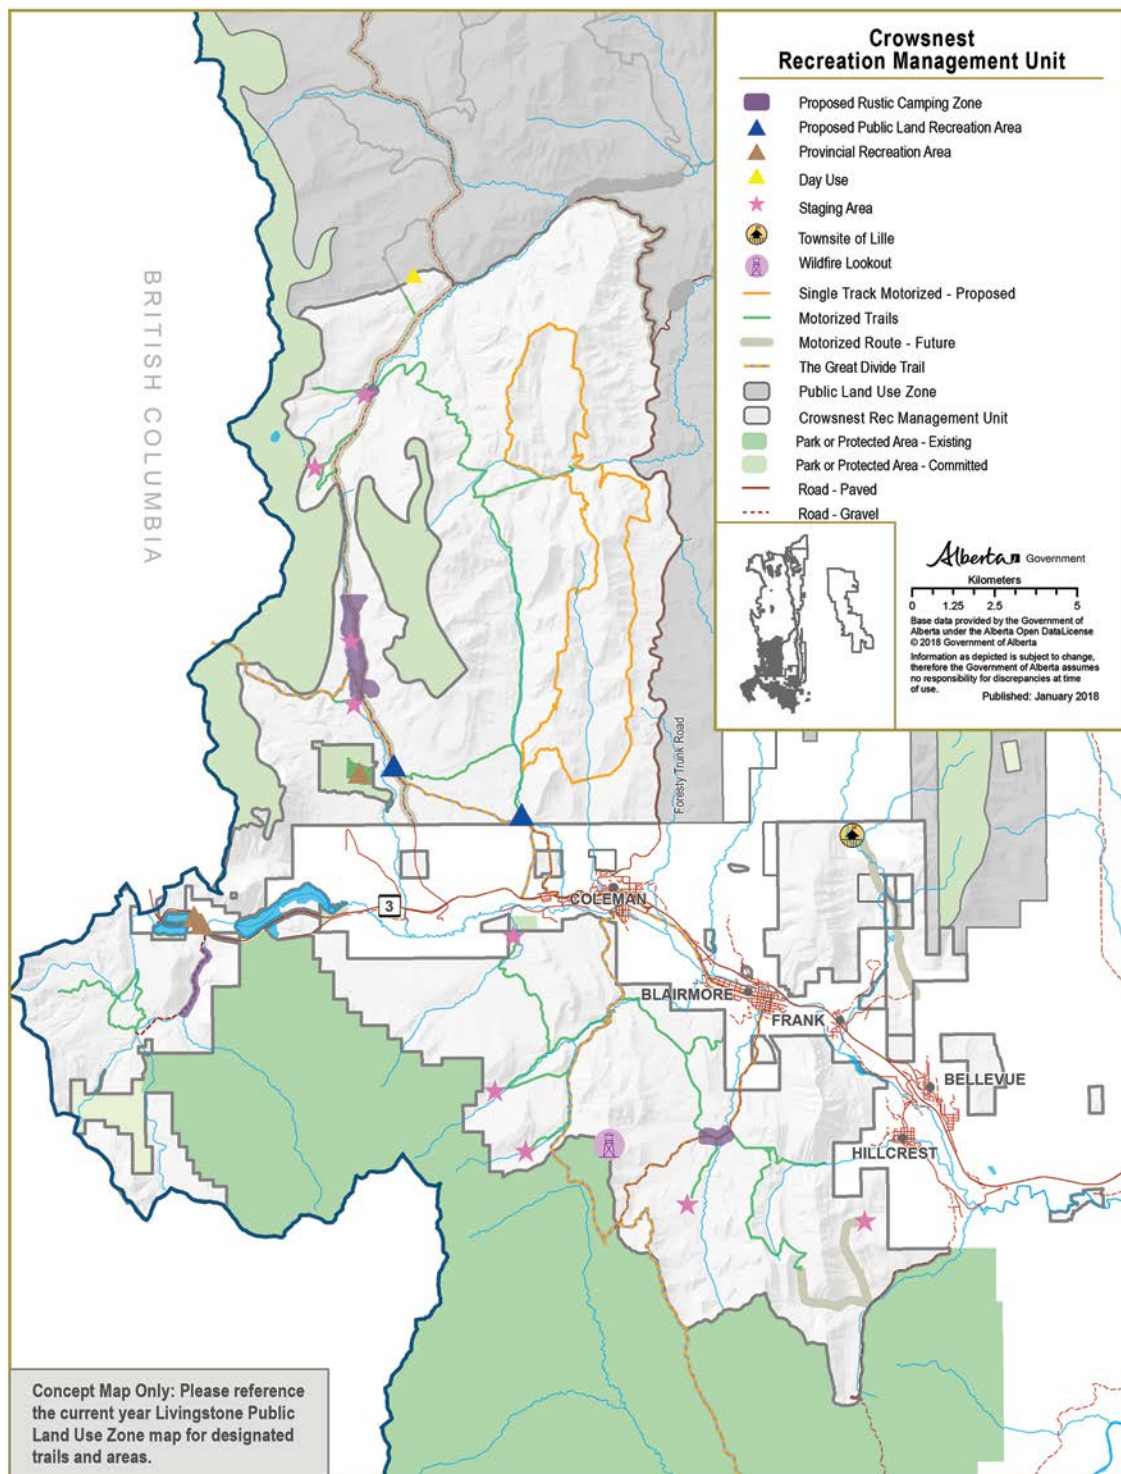 Crowsnest
Recreation Management Unit
Proposed Rustic Camping Zone
Proposed Public Land Recreation Area
Provincial Recreation Area
Day Use
Staging Area
Townsite of Lille
Wildfire Lookout
Single Track Motorized - Proposed
Motorized Trails
Motorized Route - Future
The Great Divide Trail
Public Land Use Zone
Crowsnest Rec Management Unit
Park or Protected Area - Existing
Park or Protected Area - Committed
Road - Paved
Road - Gravel
Alberta Government
Kilometers
0 1.25 2.5 5
Base data provided by the Government of
Alberta under the Alberta Open DataLicense
© 2018 Government of Alberta
Information as depicted is subject to change,
therefore the Government of Alberta assumes
no responsibility for discrepancies at time
of use.
Published: January 2018
BRITISH COLUMBIA
Foresty Trunk Road
3
COLEMAN
BLAIRMORE
FRANK
BELLEVUE
HILLCREST
Concept Map Only: Please reference
the current year Livingstone Public
Land Use Zone map for designated
trails and areas.